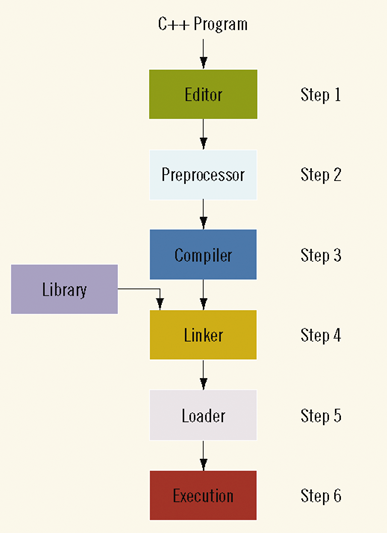 C++ Program
Editor Step 1
Preprocessor Step 2
Compiler Step 3
Library
Linker Step 4
Loader Step 5
Execution Step 6